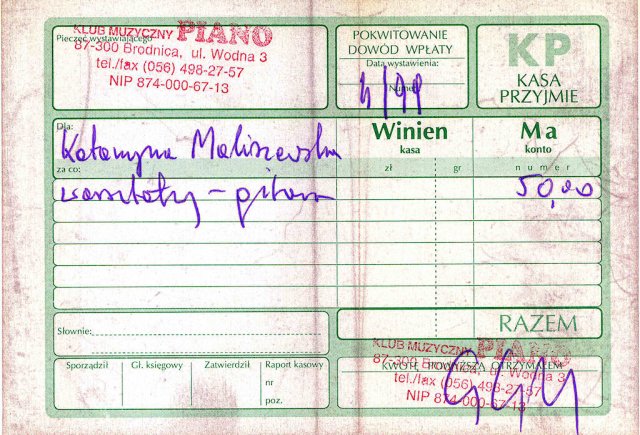 KLUB MUZYCZNY PIANO
Pieczęć wystawiającego
87-300 Brodnica, ul. Wodna 3
tel./fax (056) 498-27-57
NIP 874-000-67-13
POKWITOWANIE
DOWÓD WPŁATY
Data wystawienia:
Numer
KP
KASA
PRZYJMIE
Dla:
Katarzyna Maliszewska
Winien
kasa
Ma
konto
za co:
zł
gr
numer
warsztaty - gitara
50,00
RAZEM
Słownie:
KLUB MUZYCZNY PIANO
87-300 Brodnica, ul. Wodna 3
KWOTĘ POWYŻSZĄ OTRZYMAŁEM
tel./fax (056) 498-27-57
NIP 874-000-67-13
Sporządził
Gł. księgowy
Zatwierdził
Raport kasowy
nr
poz.